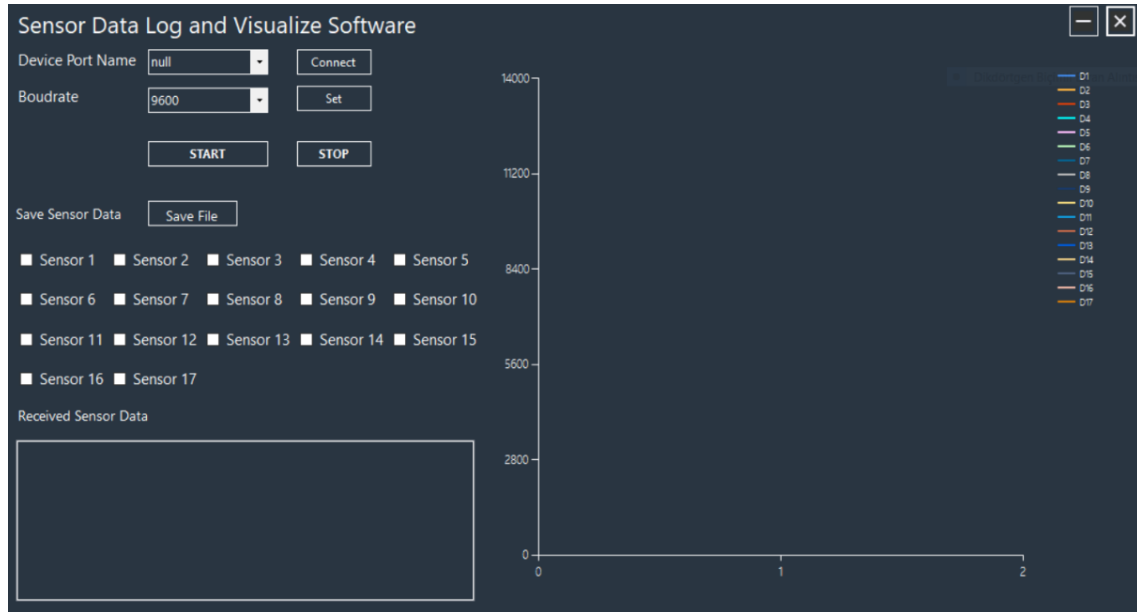 Sensor Data Log and Visualize Software
Device Port Name null Connect
Boudrate 9600 Set
START STOP
Save Sensor Data Save File
Sensor 1 Sensor 2 Sensor 3 Sensor 4 Sensor 5
Sensor 6 Sensor 7 Sensor 8 Sensor 9 Sensor 10
Sensor 11 Sensor 12 Sensor 13 Sensor 14 Sensor 15
Sensor 16 Sensor 17
Received Sensor Data
14000
11200
8400
5600
2800
0
0 1 2
D1
D2
D3
D4
D5
D6
D7
D8
D9
D10
D11
D12
D13
D14
D15
D16
D17